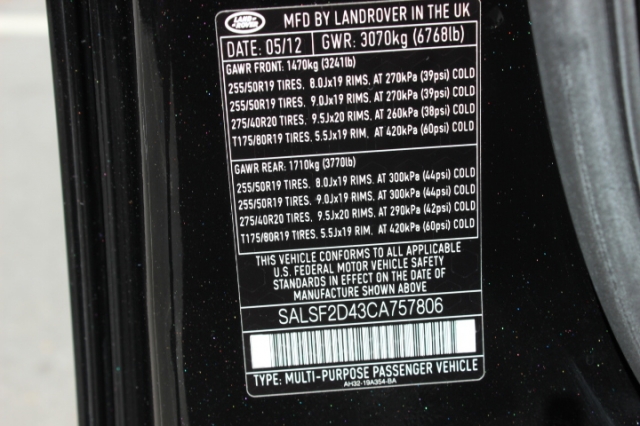 LAND-
ROVER
MFD BY LANDROVER IN THE UK
DATE: 05/12 GWR: 3070kg (6768lb)
GAWR FRONT: 1470kg (3241lb)
255/50R19 TIRES, 8.0Jx19 RIMS, AT 270kPa (39psi) COLD
255/50R19 TIRES, 9.0Jx19 RIMS, AT 270kPa (39psi) COLD
275/40R20 TIRES, 9.5Jx20 RIMS, AT 260kPa (38psi) COLD
T175/80R19 TIRES, 5.5Jx19 RIM, AT 420kPa (60psi) COLD
GAWR REAR: 1710kg (3770lb)
255/50R19 TIRES, 8.0Jx19 RIMS, AT 300kPa (44psi) COLD
255/50R19 TIRES, 9.0Jx19 RIMS, AT 300kPa (44psi) COLD
275/40R20 TIRES, 9.5Jx20 RIMS, AT 290kPa (42psi) COLD
T175/80R19 TIRES, 5.5Jx19 RIM, AT 420kPa (60psi) COLD
THIS VEHICLE CONFORMS TO ALL APPLICABLE
U.S. FEDERAL MOTOR VEHICLE SAFETY
STANDARDS IN EFFECT ON THE DATE OF
MANUFACTURE SHOWN ABOVE
SALSF2D43CA757806
TYPE: MULTI-PURPOSE PASSENGER VEHICLE
AH32-19A354-BA